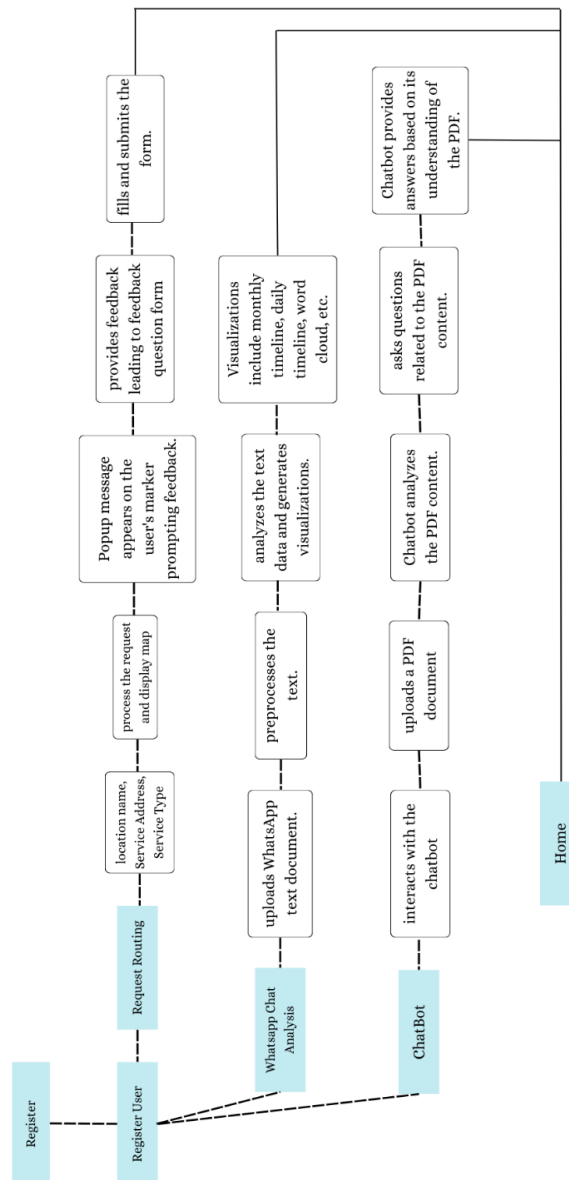 Register
Register User
Request Routing
location name,
Service Address,
Service Type
process the request
and display map
Popup message
appears on the
user's marker
prompting feedback.
provides feedback
leading to feedback
question form
fills and submits the
form.
Whatsapp Chat
Analysis
uploads WhatsApp
text document.
preprocesses the
text.
analyzes the text
data and generates
visualizations.
Visualizations
include monthly
timeline, daily
timeline, word
cloud, etc.
ChatBot
interacts with the
chatbot
uploads a PDF
document
Chatbot analyzes
the PDF content.
asks questions
related to the PDF
content.
Chatbot provides
answers based on its
understanding of
the PDF.
Home